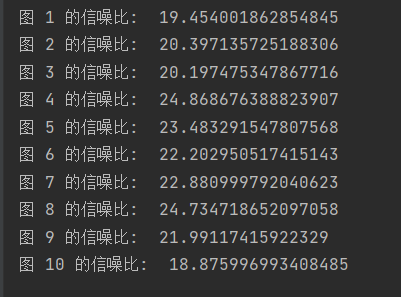 图 1 的信噪比:  19.454001862854845
图 2 的信噪比:  20.397135725188306
图 3 的信噪比:  20.197475347867716
图 4 的信噪比:  24.868676388823907
图 5 的信噪比:  23.483291547807568
图 6 的信噪比:  22.202950517415143
图 7 的信噪比:  22.880999792040623
图 8 的信噪比:  24.734718652097058
图 9 的信噪比:  21.99117415922329
图 10 的信噪比:  18.875996993408485